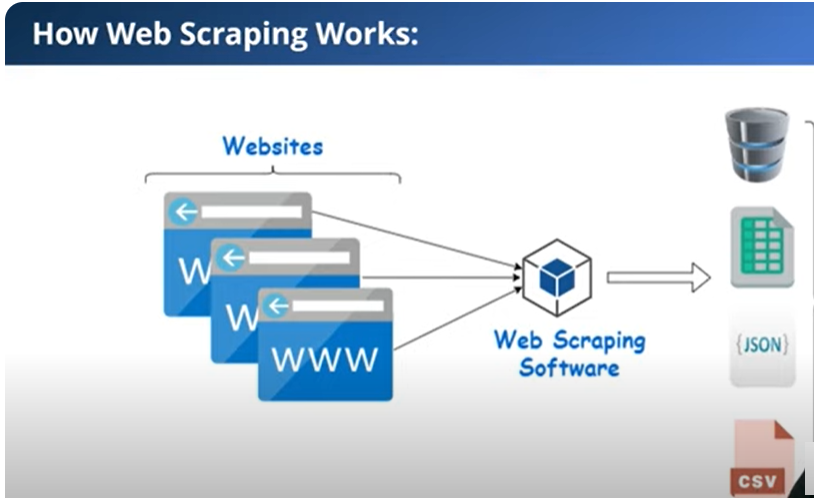 How Web Scraping Works:
Websites
W
W
WWW
Web Scraping
Software
{JSON}
CSV